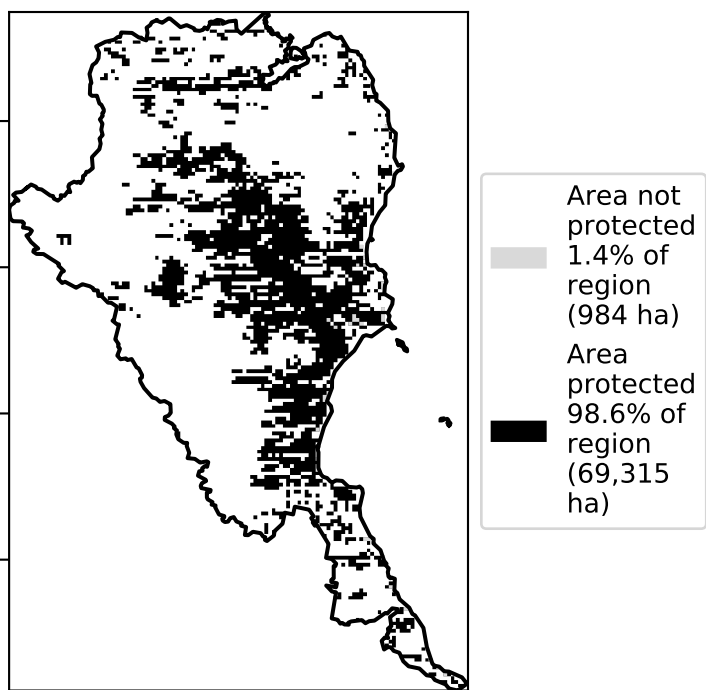 Area not
protected
1.4% of
region
(984 ha)
Area
protected
98.6% of
region
(69,315
ha)